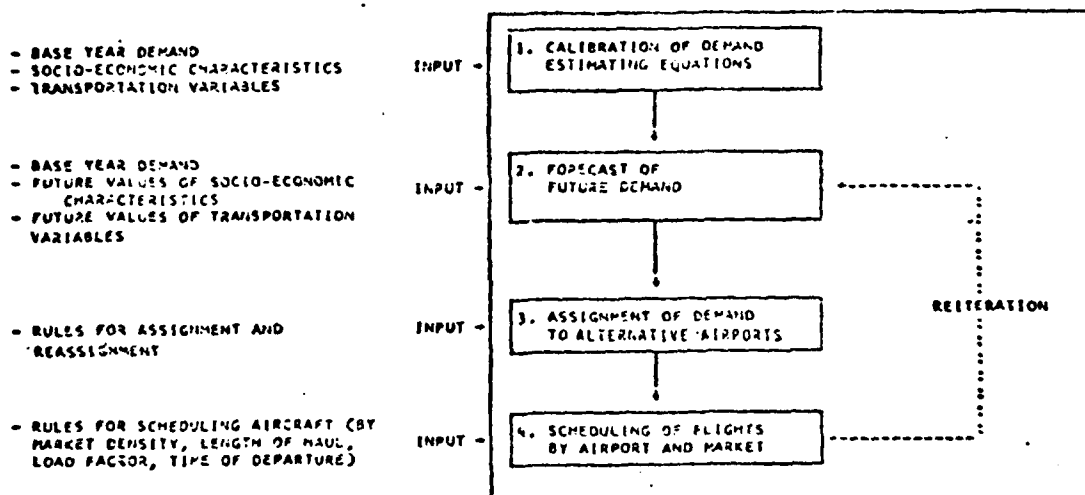 - BASE YEAR DEMAND
- SOCIO-ECONOMIC CHARACTERISTICS
- TRANSPORTATION VARIABLES
INPUT -
1. CALIBRATION OF DEMAND
ESTIMATING EQUATIONS
- BASE YEAR DEMAND
- FUTURE VALUES OF SOCIO-ECONOMIC
CHARACTERISTICS
- FUTURE VALUES OF TRANSPORTATION
VARIABLES
INPUT -
2. FORECAST OF
FUTURE DEMAND
REITERATION
- RULES FOR ASSIGNMENT AND
REASSIGNMENT
INPUT -
3. ASSIGNMENT OF DEMAND
TO ALTERNATIVE AIRPORTS
- RULES FOR SCHEDULING AIRCRAFT (BY
MARKET DENSITY, LENGTH OF HAUL,
LOAD FACTOR, TIME OF DEPARTURE)
INPUT -
4. SCHEDULING OF FLIGHTS
BY AIRPORT AND MARKET